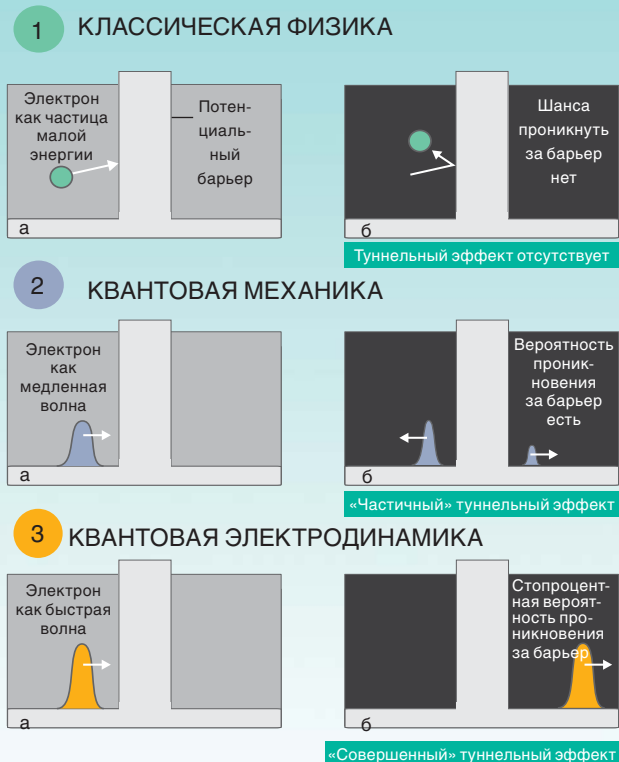 1 КЛАССИЧЕСКАЯ ФИЗИКА
Электрон
как частица
малой
энергии
Потен-
циаль-
ный
барьер
а
Шанса
проникнуть
за барьер
нет
б
Туннельный эффект отсутствует
2 КВАНТОВАЯ МЕХАНИКА
Электрон
как
медленная
волна
а
Вероятность
проник-
новения
за барьер
есть
б
«Частичный» туннельный эффект
3 КВАНТОВАЯ ЭЛЕКТРОДИНАМИКА
Электрон
как быстрая
волна
а
Стопроцент-
ная вероят-
ность про-
никновения
за барьер
б
«Совершенный» туннельный эффект